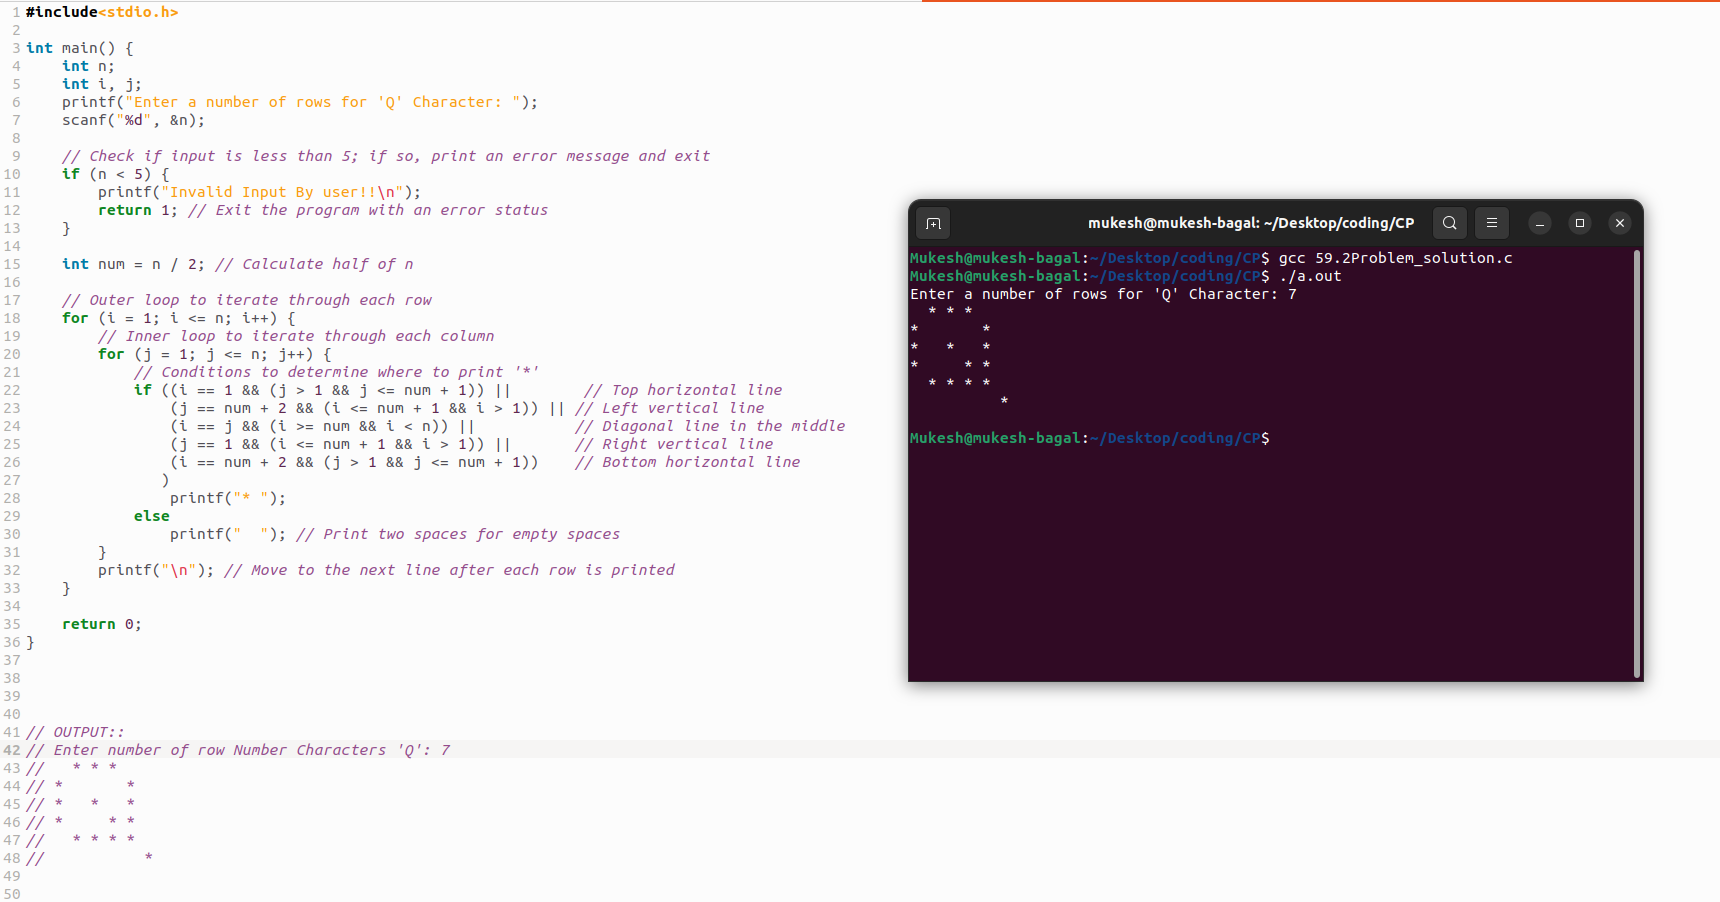 1 #include<stdio.h>
2
3 int main() {
4     int n;
5     int i, j;
6     printf("Enter a number of rows for 'Q' Character: ");
7     scanf("%d", &n);
8
9     // Check if input is less than 5; if so, print an error message and exit
10     if (n < 5) {
11         printf("Invalid Input By user!!\n");
12         return 1; // Exit the program with an error status
13     }
14
15     int num = n / 2; // Calculate half of n
16
17     // Outer loop to iterate through each row
18     for (i = 1; i <= n; i++) {
19         // Inner loop to iterate through each column
20         for (j = 1; j <= n; j++) {
21             // Conditions to determine where to print '*'
22             if ((i == 1 && (j > 1 && j <= num + 1)) ||        // Top horizontal line
23                 (j == num + 2 && (i <= num + 1 && i > 1)) || // Left vertical line
24                 (i == j && (i >= num && i < n)) ||           // Diagonal line in the middle
25                 (j == 1 && (i <= num + 1 && i > 1)) ||       // Right vertical line
26                 (i == num + 2 && (j > 1 && j <= num + 1))    // Bottom horizontal line
27                )
28                 printf("* ");
29             else
30                 printf("  "); // Print two spaces for empty spaces
31         }
32         printf("\n"); // Move to the next line after each row is printed
33     }
34
35     return 0;
36 }
37
38
39
40
41 // OUTPUT::
42 // Enter number of row Number Characters 'Q': 7
43 //   * * *
44 // *       *
45 // *   *   *
46 // *     * *
47 //   * * * *
48 //           *
49
50
mukesh@mukesh-bagal: ~/Desktop/coding/CP
Mukesh@mukesh-bagal:~/Desktop/coding/CP$ gcc 59.2Problem_solution.c
Mukesh@mukesh-bagal:~/Desktop/coding/CP$ ./a.out
Enter a number of rows for 'Q' Character: 7
  * * *
*       *
*   *   *
*     * *
  * * * *
          *
Mukesh@mukesh-bagal:~/Desktop/coding/CP$